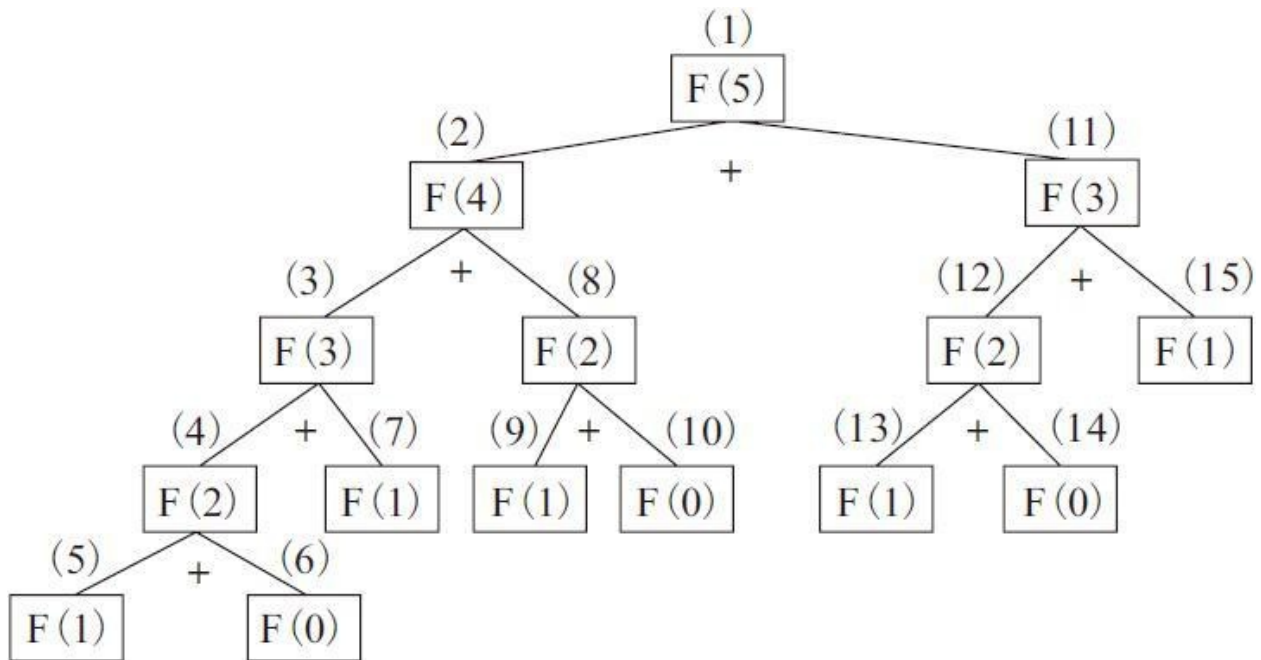 (1)
F(5)
(2) (11)
+
F(4) F(3)
(3) + (8) (12) + (15)
F(3) F(2) F(2) F(1)
(4) + (7) (9) + (10) (13) + (14)
F(2) F(1) F(1) F(0) F(1) F(0)
(5) + (6)
F(1) F(0)